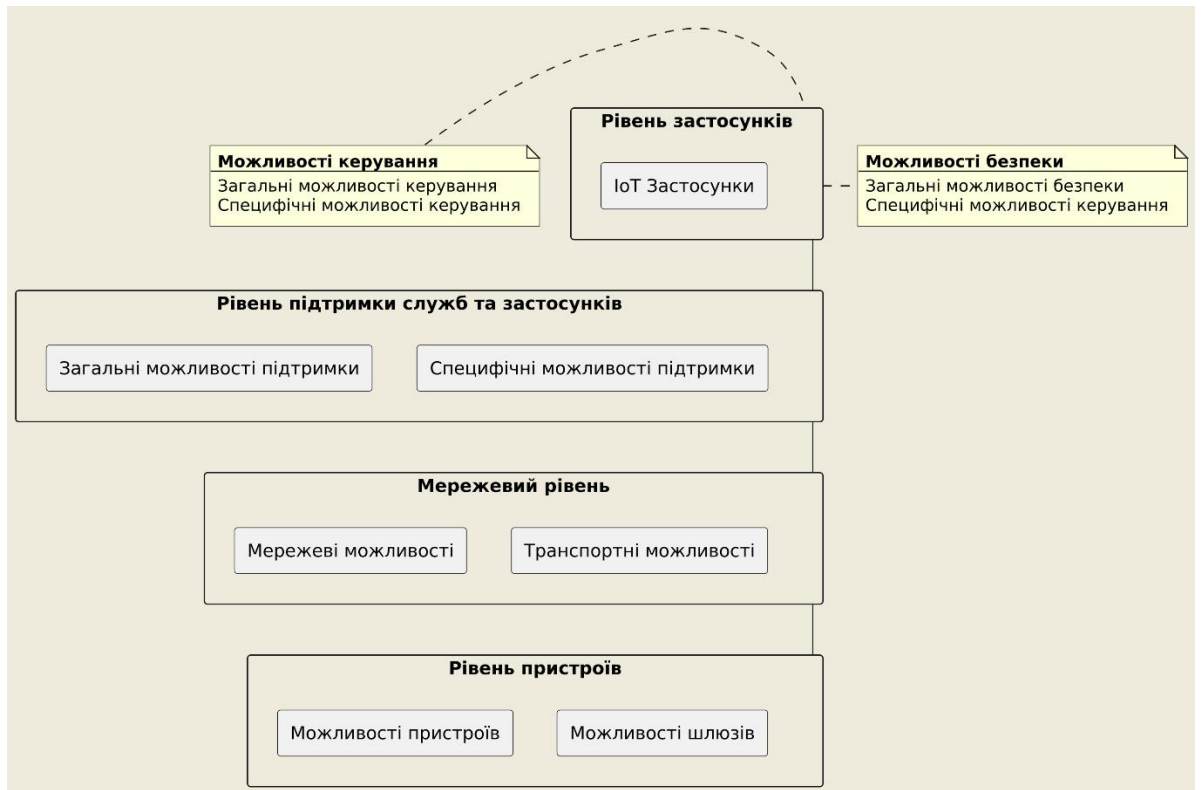 Рівень застосунків
Можливості керування
Загальні можливості керування
Специфічні можливості керування
IoT Застосунки
Можливості безпеки
Загальні можливості безпеки
Специфічні можливості керування
Рівень підтримки служб та застосунків
Загальні можливості підтримки
Специфічні можливості підтримки
Мережевий рівень
Мережеві можливості
Транспортні можливості
Рівень пристроїв
Можливості пристроїв
Можливості шлюзів